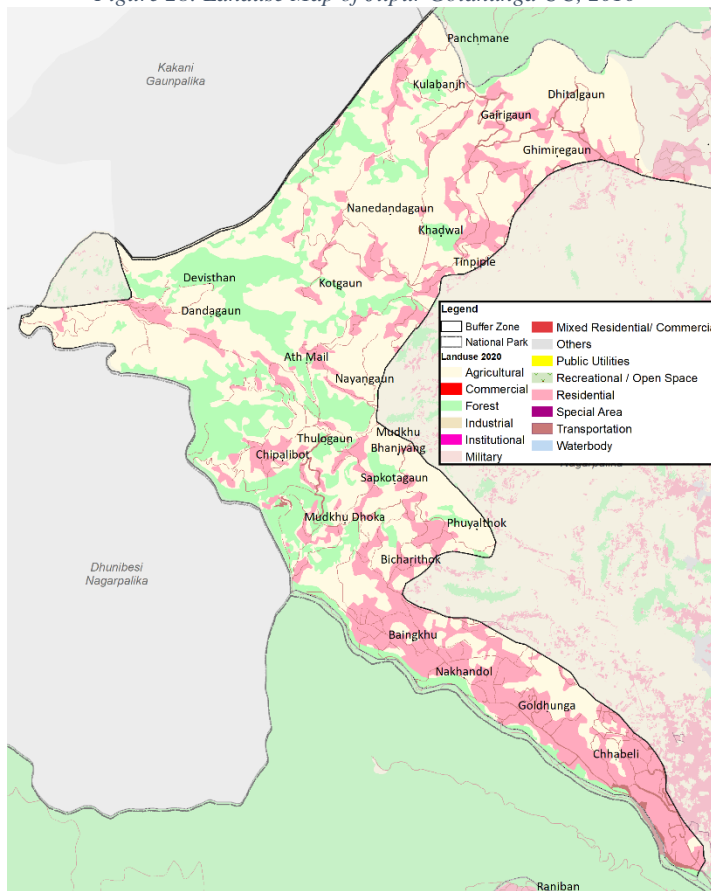 Panchmane
Kakani
Gaunpalika
Kulabanjh
Dhitalgaun
Gairigaun
Ghimiregaun
Nanedandagaun
Khadwal
Tinpiple
Devisthan
Kotgaun
Dandagaun
Legend
Buffer Zone
National Park
Landuse 2020
Agricultural
Commercial
Forest
Industrial
Institutional
Military
Mixed Residential/ Commercia
Others
Public Utilities
Recreational / Open Space
Residential
Special Area
Transportation
Waterbody
Ath Mail
Nayangaun
Mudkhu
Bhanjyang
Thulogaun
Chipalibot
Nagarpalika
Sapkotagaun
Mudkhu Dhoka
Phuyalthok
Bicharithok
Dhunibesi
Nagarpalika
Baingkhu
Nakhandol
Goldhunga
Chhabeli
Raniban